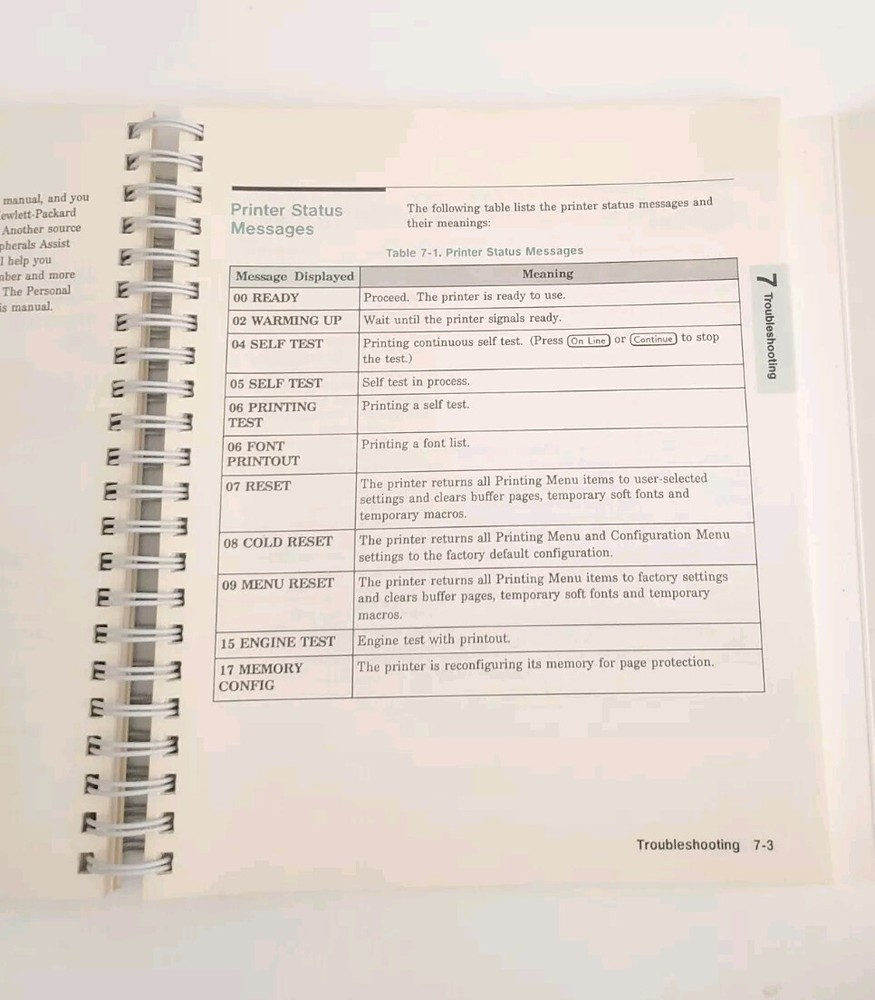 manual, and you
ewlett-Packard
Another source
pherals Assist
l help you
nber and more
The Personal
is manual.
Printer Status
Messages
The following table lists the printer status messages and
their meanings:
Table 7-1. Printer Status Messages
Message Displayed Meaning
00 READY Proceed. The printer is ready to use.
02 WARMING UP Wait until the printer signals ready.
04 SELF TEST Printing continuous self test. (Press On Line or Continue to stop
the test.)
05 SELF TEST Self test in process.
06 PRINTING Printing a self test.
TEST
06 FONT Printing a font list.
PRINTOUT
07 RESET The printer returns all Printing Menu items to user-selected
settings and clears buffer pages, temporary soft fonts and
temporary macros.
08 COLD RESET The printer returns all Printing Menu and Configuration Menu
settings to the factory default configuration.
09 MENU RESET The printer returns all Printing Menu items to factory settings
and clears buffer pages, temporary soft fonts and temporary
macros.
15 ENGINE TEST Engine test with printout.
17 MEMORY The printer is reconfiguring its memory for page protection.
CONFIG
7 Troubleshooting
Troubleshooting 7-3